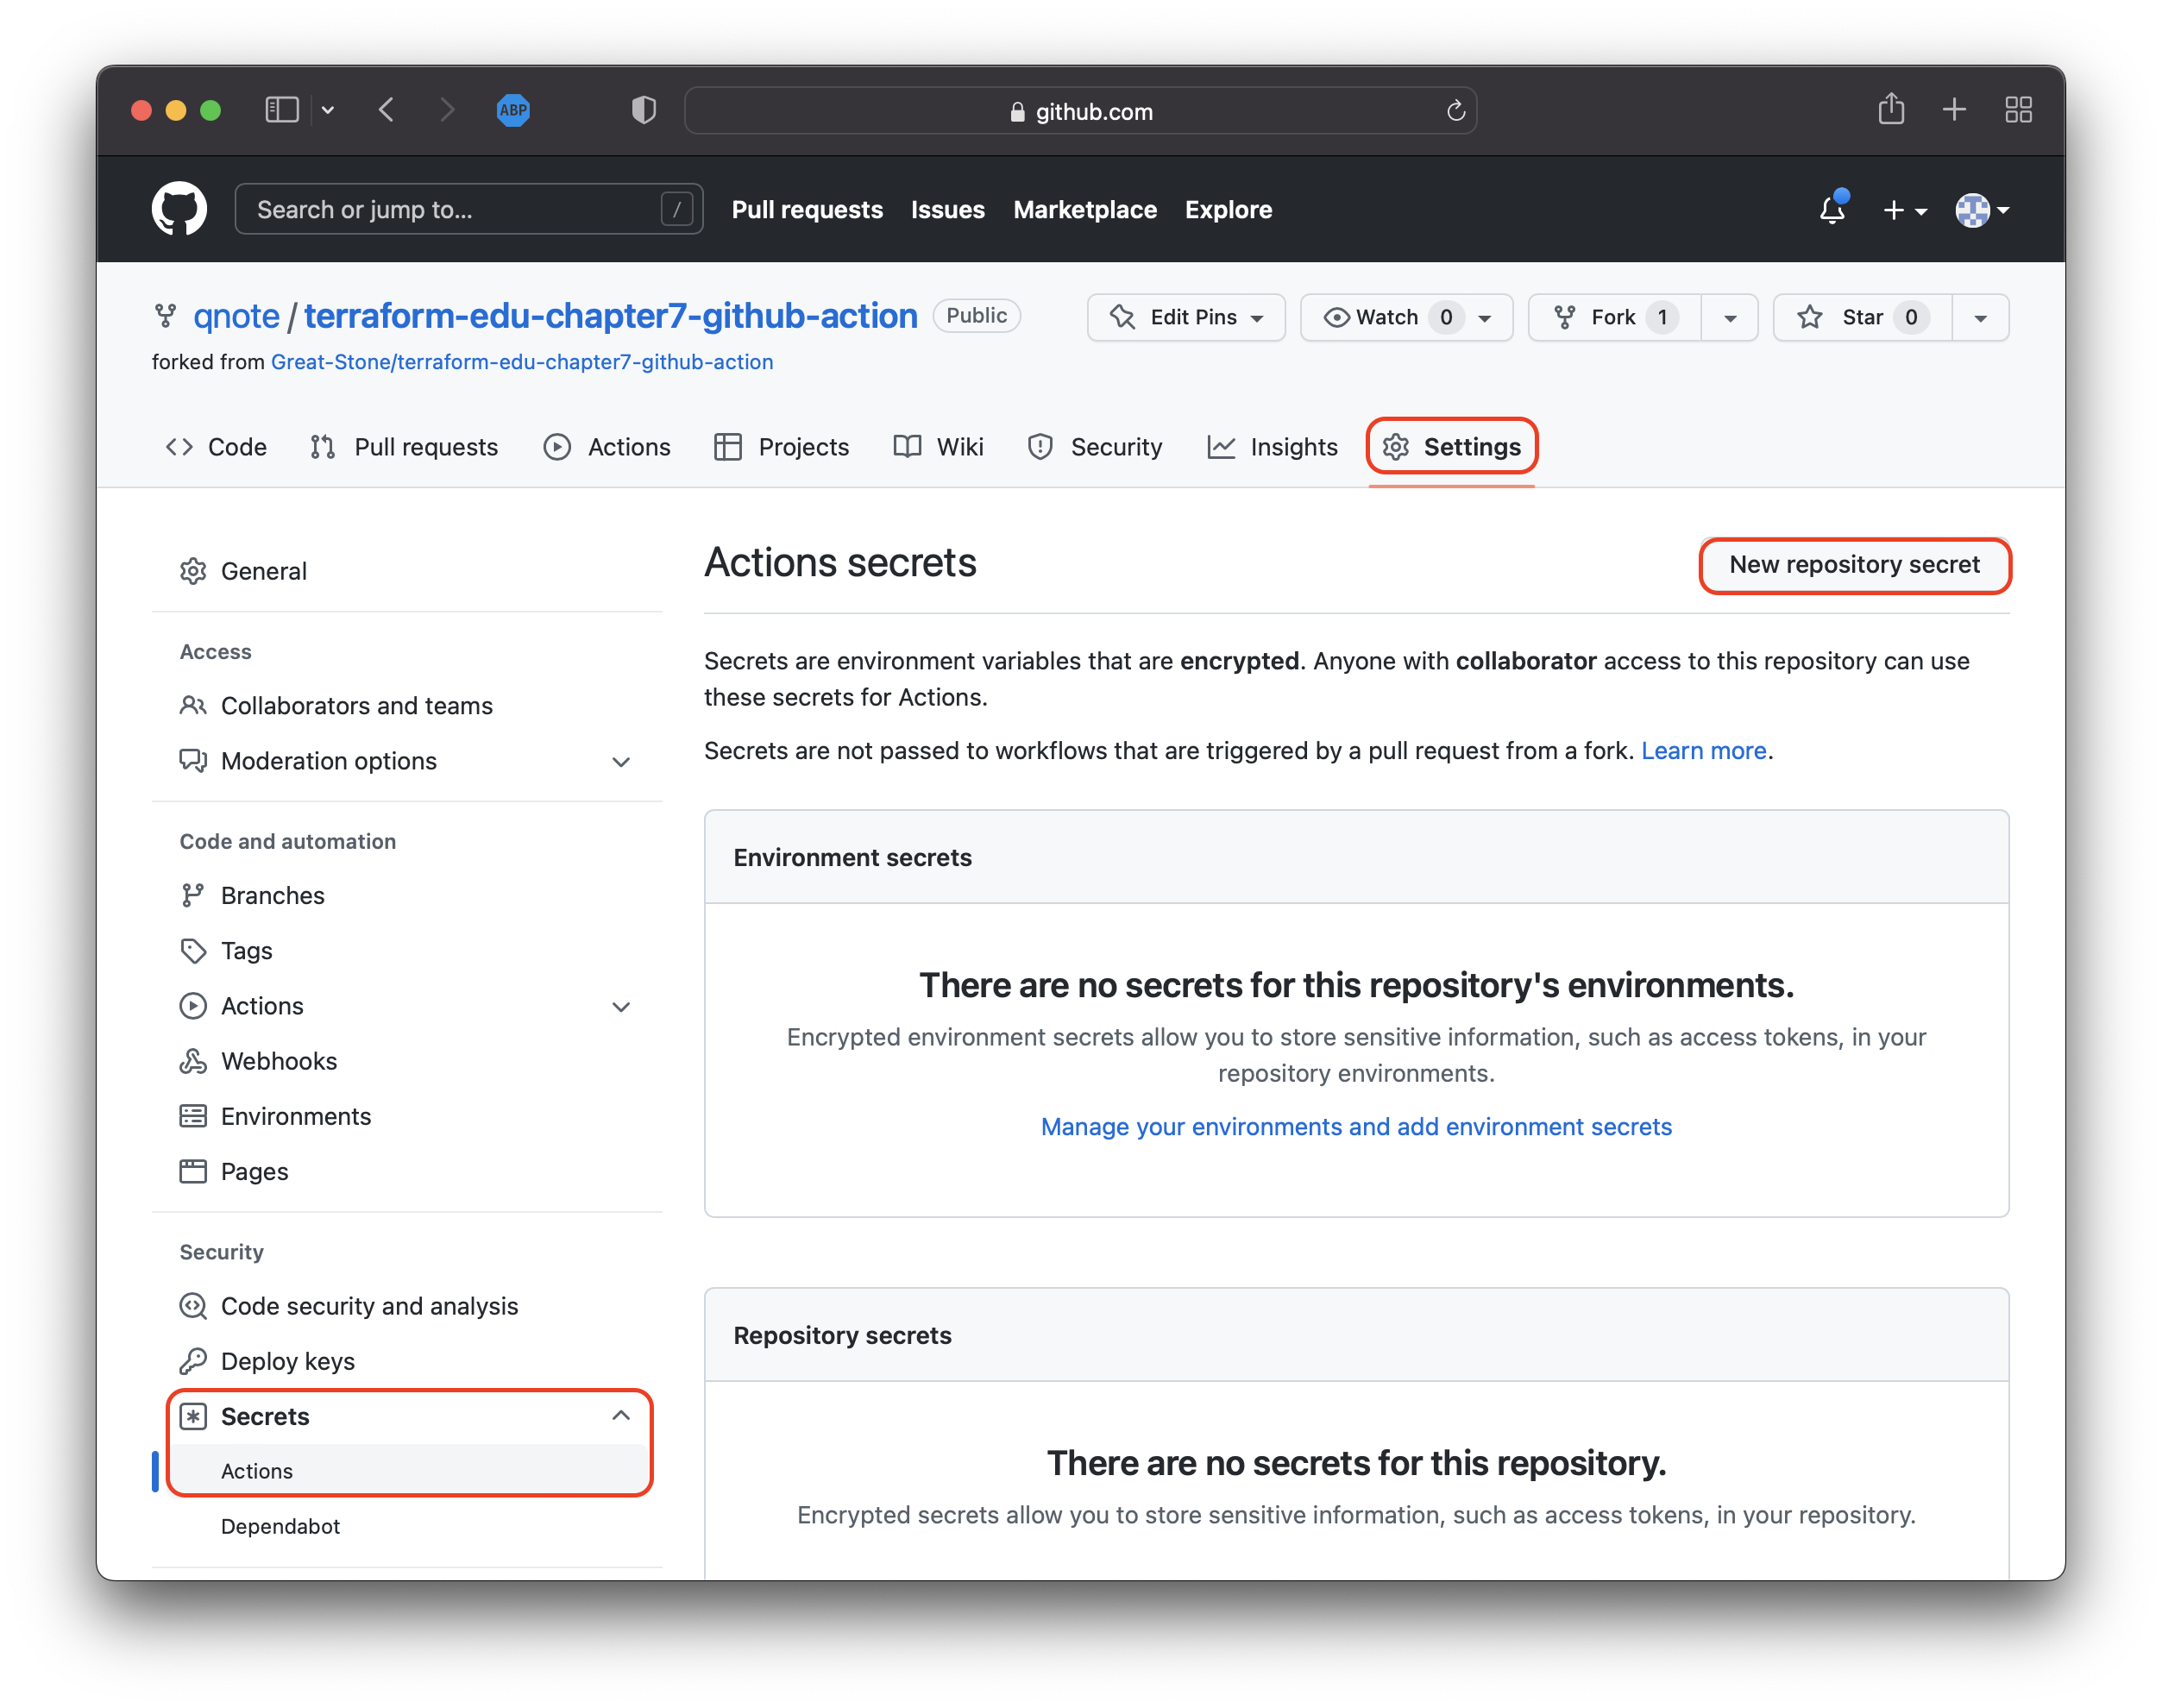 ABP
github.com
Search or jump to...
/
Pull requests
Issues
Marketplace
Explore
qnote / terraform-edu-chapter7-github-action
Public
Edit Pins
Watch 0
Fork 1
Star 0
forked from Great-Stone/terraform-edu-chapter7-github-action
Code
Pull requests
Actions
Projects
Wiki
Security
Insights
Settings
General
Access
Collaborators and teams
Moderation options
Code and automation
Branches
Tags
Actions
Webhooks
Environments
Pages
Security
Code security and analysis
Deploy keys
Secrets
Actions
Dependabot
Actions secrets
New repository secret
Secrets are environment variables that are encrypted. Anyone with collaborator access to this repository can use
these secrets for Actions.
Secrets are not passed to workflows that are triggered by a pull request from a fork. Learn more.
Environment secrets
There are no secrets for this repository's environments.
Encrypted environment secrets allow you to store sensitive information, such as access tokens, in your
repository environments.
Manage your environments and add environment secrets
Repository secrets
There are no secrets for this repository.
Encrypted secrets allow you to store sensitive information, such as access tokens, in your repository.